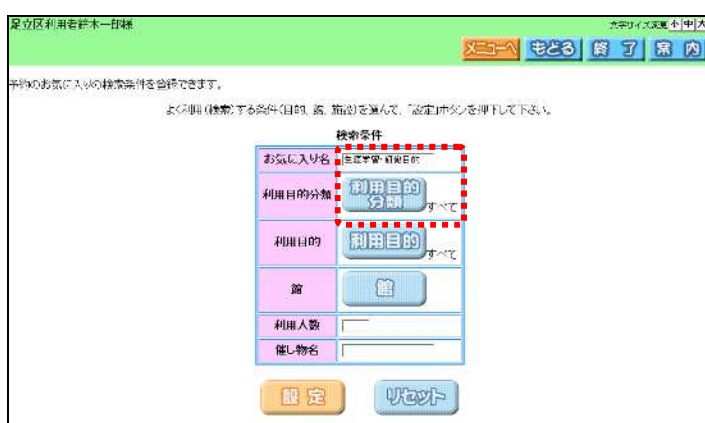 足立区利用者鈴木一郎様
文字サイズ変更 小 中 大
メニューへ もどる 終了 案内
予約のお気に入りの検索条件を登録できます。
よく利用(検索)する条件(目的、館、施設)を選んで、「設定」ボタンを押下して下さい。
検索条件
お気に入り名 生涯学習・研修目的
利用目的分類 利用目的分類 すべて
利用目的 利用目的 すべて
館 館
利用人数
催し物名
設定 リセット